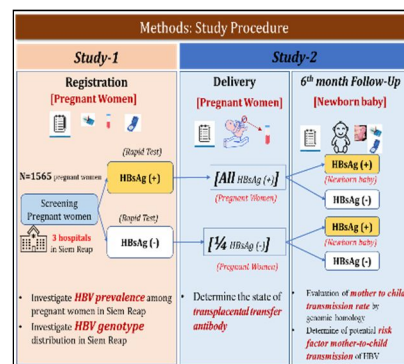 Methods: Study Procedure
Study-1
Study-2
Registration
[Pregnant Women]
(Rapid Test)
N=1565 pregnant women
HBsAg (+)
Screening
Pregnant women
3 hospitals
in Siem Reap
(Rapid Test)
HBsAg (-)
• Investigate HBV prevalence among
pregnant women in Siem Reap
• Investigate HBV genotype
distribution in Siem Reap
Delivery
[Pregnant Women]
[All HBsAg (+)]
(Pregnant Women)
[¼ HBsAg (-)]
(Pregnant Women)
• Determine the state of
transplacental transfer
antibody
6th month Follow-Up
[Newborn baby]
HBsAg (+)
(Newborn baby)
HBsAg (-)
HBsAg (+)
(Newborn baby)
HBsAg (-)
• Evaluation of mother to child
transmission rate by
genomic homology
• Determine of potential risk
factor mother-to-child
transmission of HBV